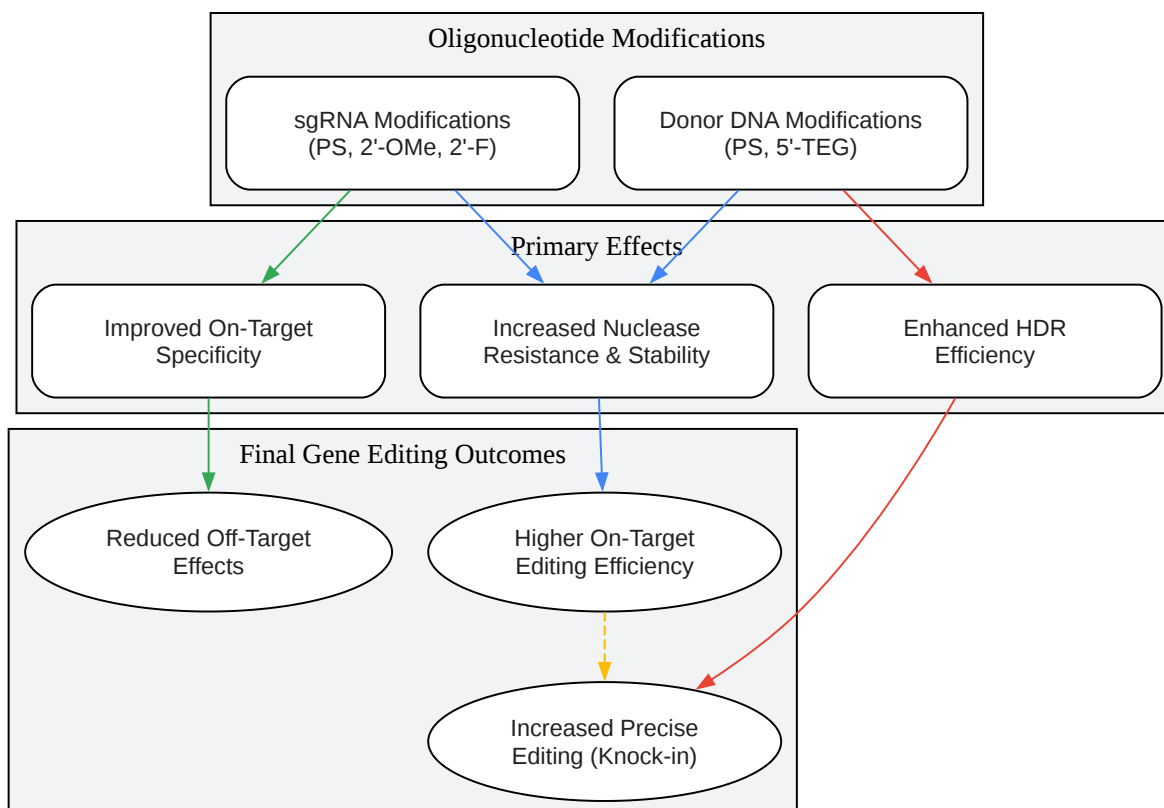 Oligonucleotide Modifications
sgRNA Modifications
(PS, 2'-OMe, 2'-F)
Donor DNA Modifications
(PS, 5'-TEG)
Primary Effects
Improved On-Target
Specificity
Increased Nuclease
Resistance & Stability
Enhanced HDR
Efficiency
Final Gene Editing Outcomes
Reduced Off-Target
Effects
Higher On-Target
Editing Efficiency
Increased Precise
Editing (Knock-in)